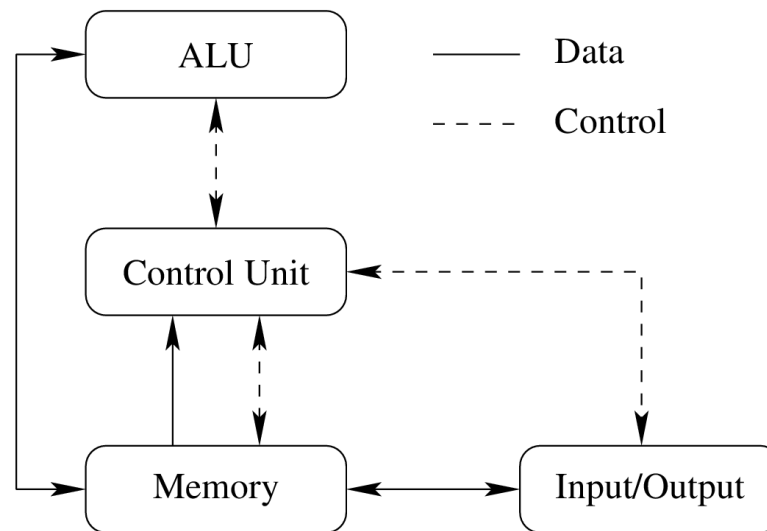 ALU
Data
Control
Control Unit
Memory
Input/Output